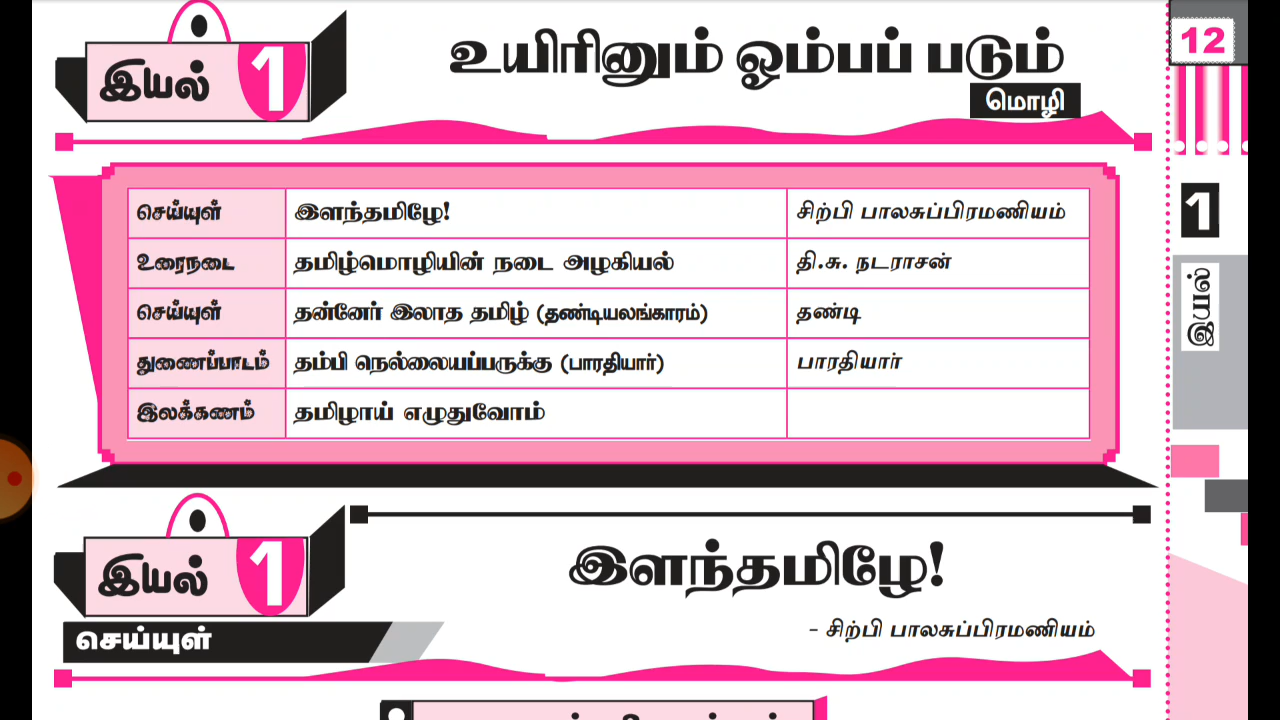 இயல் 1
உயிரினும் ஓம்பப் படும்
மொழி
12
செய்யுள் இளந்தமிழே! சிற்பி பாலசுப்பிரமணியம்
உரைநடை தமிழ்மொழியின் நடை அழகியல் தி.சு. நடராசன்
செய்யுள் தன்னேர் இலாத தமிழ் (தண்டியலங்காரம்) தண்டி
துணைப்பாடம் தம்பி நெல்லையப்பருக்கு (பாரதியார்) பாரதியார்
இலக்கணம் தமிழாய் எழுதுவோம்
1
இயல்
இயல் 1
இளந்தமிழே!
செய்யுள்
- சிற்பி பாலசுப்பிரமணியம்